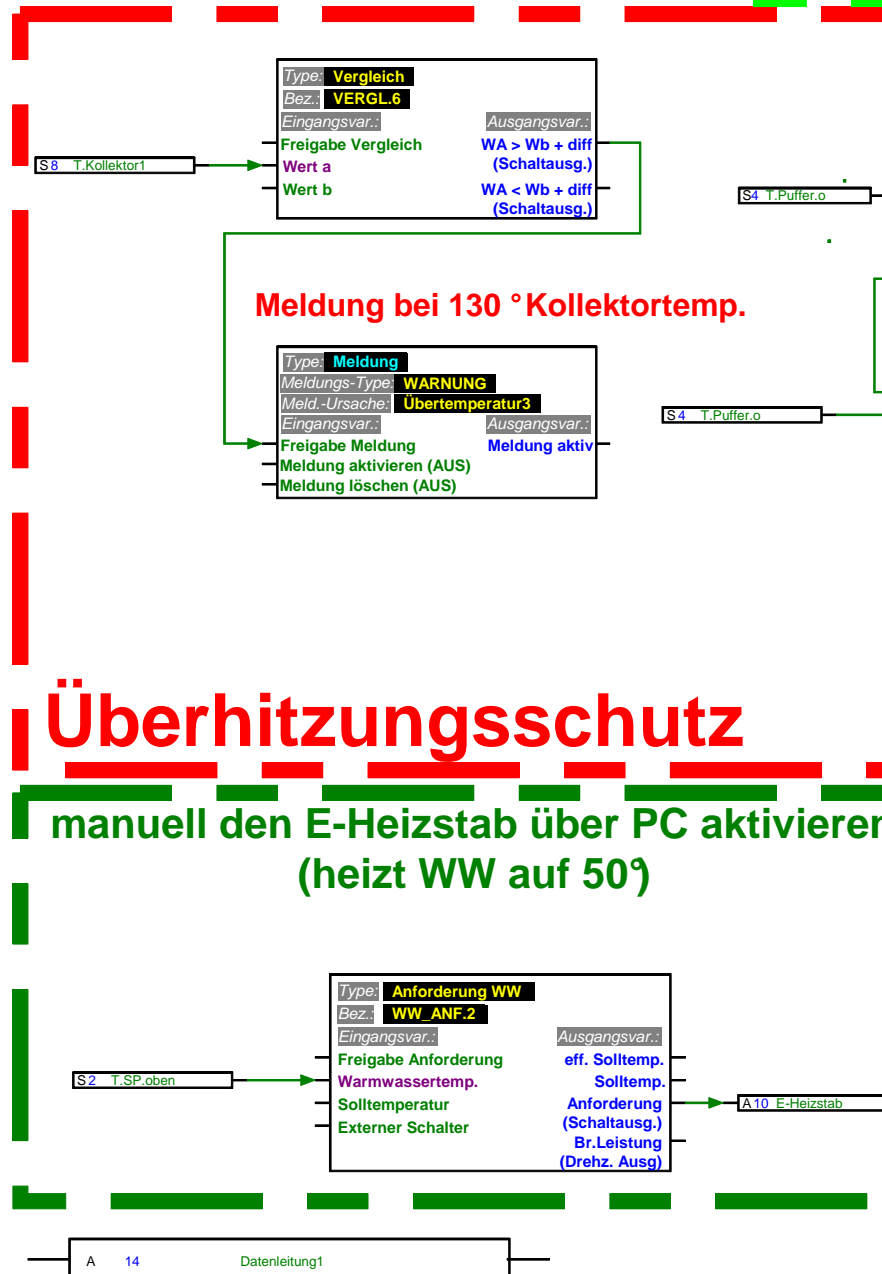 Type: Vergleich
Bez.: VERGL.6
Eingangsvar.: Ausgangsvar.:
Freigabe Vergleich WA > Wb + diff
S 8 T.Kollektor1 Wert a (Schaltausg.)
Wert b WA < Wb + diff
(Schaltausg.)
S4 T.Puffer.o
Meldung bei 130 °Kollektortemp.
Type: Meldung
Meldungs-Type: WARNUNG
Meld.-Ursache: Übertemperatur3
Eingangsvar.: Ausgangsvar.:
Freigabe Meldung Meldung aktiv
Meldung aktivieren (AUS)
Meldung löschen (AUS)
S 4 T.Puffer.o
Überhitzungsschutz
manuell den E-Heizstab über PC aktivieren
(heizt WW auf 50°)
Type: Anforderung WW
Bez.: WW_ANF.2
Eingangsvar.: Ausgangsvar.:
Freigabe Anforderung eff. Solltemp.
S 2 T.SP.oben Warmwassertemp. Solltemp.
Solltemperatur Anforderung A 10 E-Heizstab
Externer Schalter (Schaltausg.)
Br.Leistung
(Drehz. Ausg)
A 14 Datenleitung1